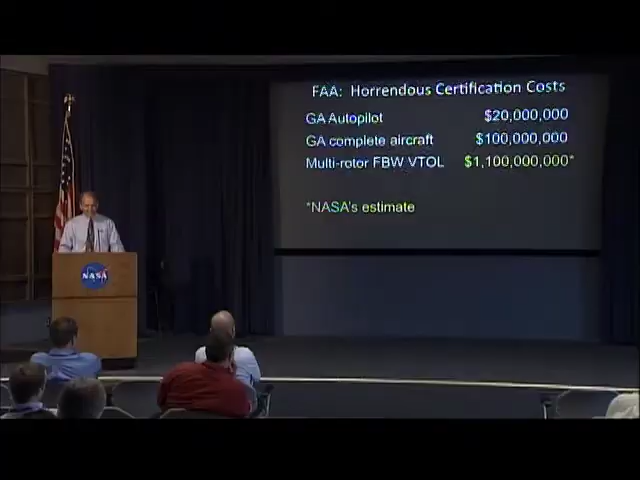 FAA: Horrendous Certification Costs
GA Autopilot $20,000,000
GA complete aircraft $100,000,000
Multi-rotor FBW VTOL $1,100,000,000*
*NASA's estimate
NASA